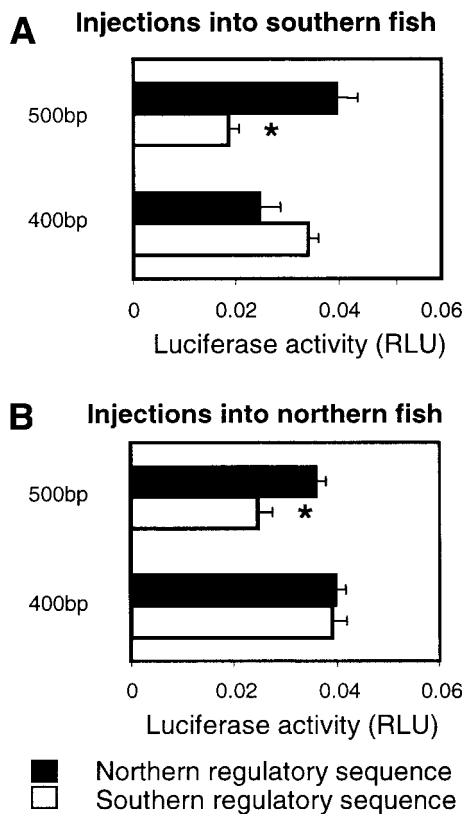 A Injections into southern fish
500bp
*
400bp
0 0.02 0.04 0.06
Luciferase activity (RLU)
B Injections into northern fish
500bp
*
400bp
0 0.02 0.04 0.06
Luciferase activity (RLU)
Northern regulatory sequence
Southern regulatory sequence